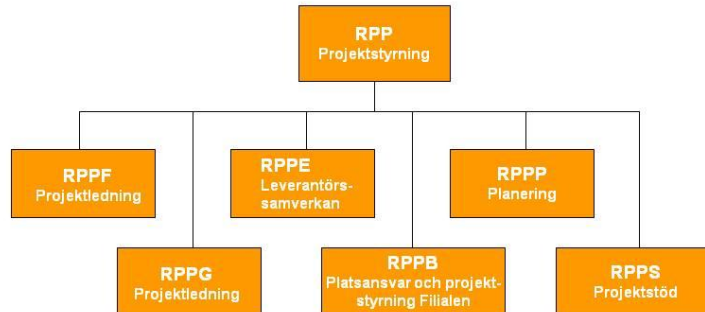 RPP
Projektstyrning
RPPF
Projektledning
RPPE
Leverantörs-
samverkan
RPPP
Planering
RPPG
Projektledning
RPPB
Platsansvar och projekt-
styrning Filialen
RPPS
Projektstöd